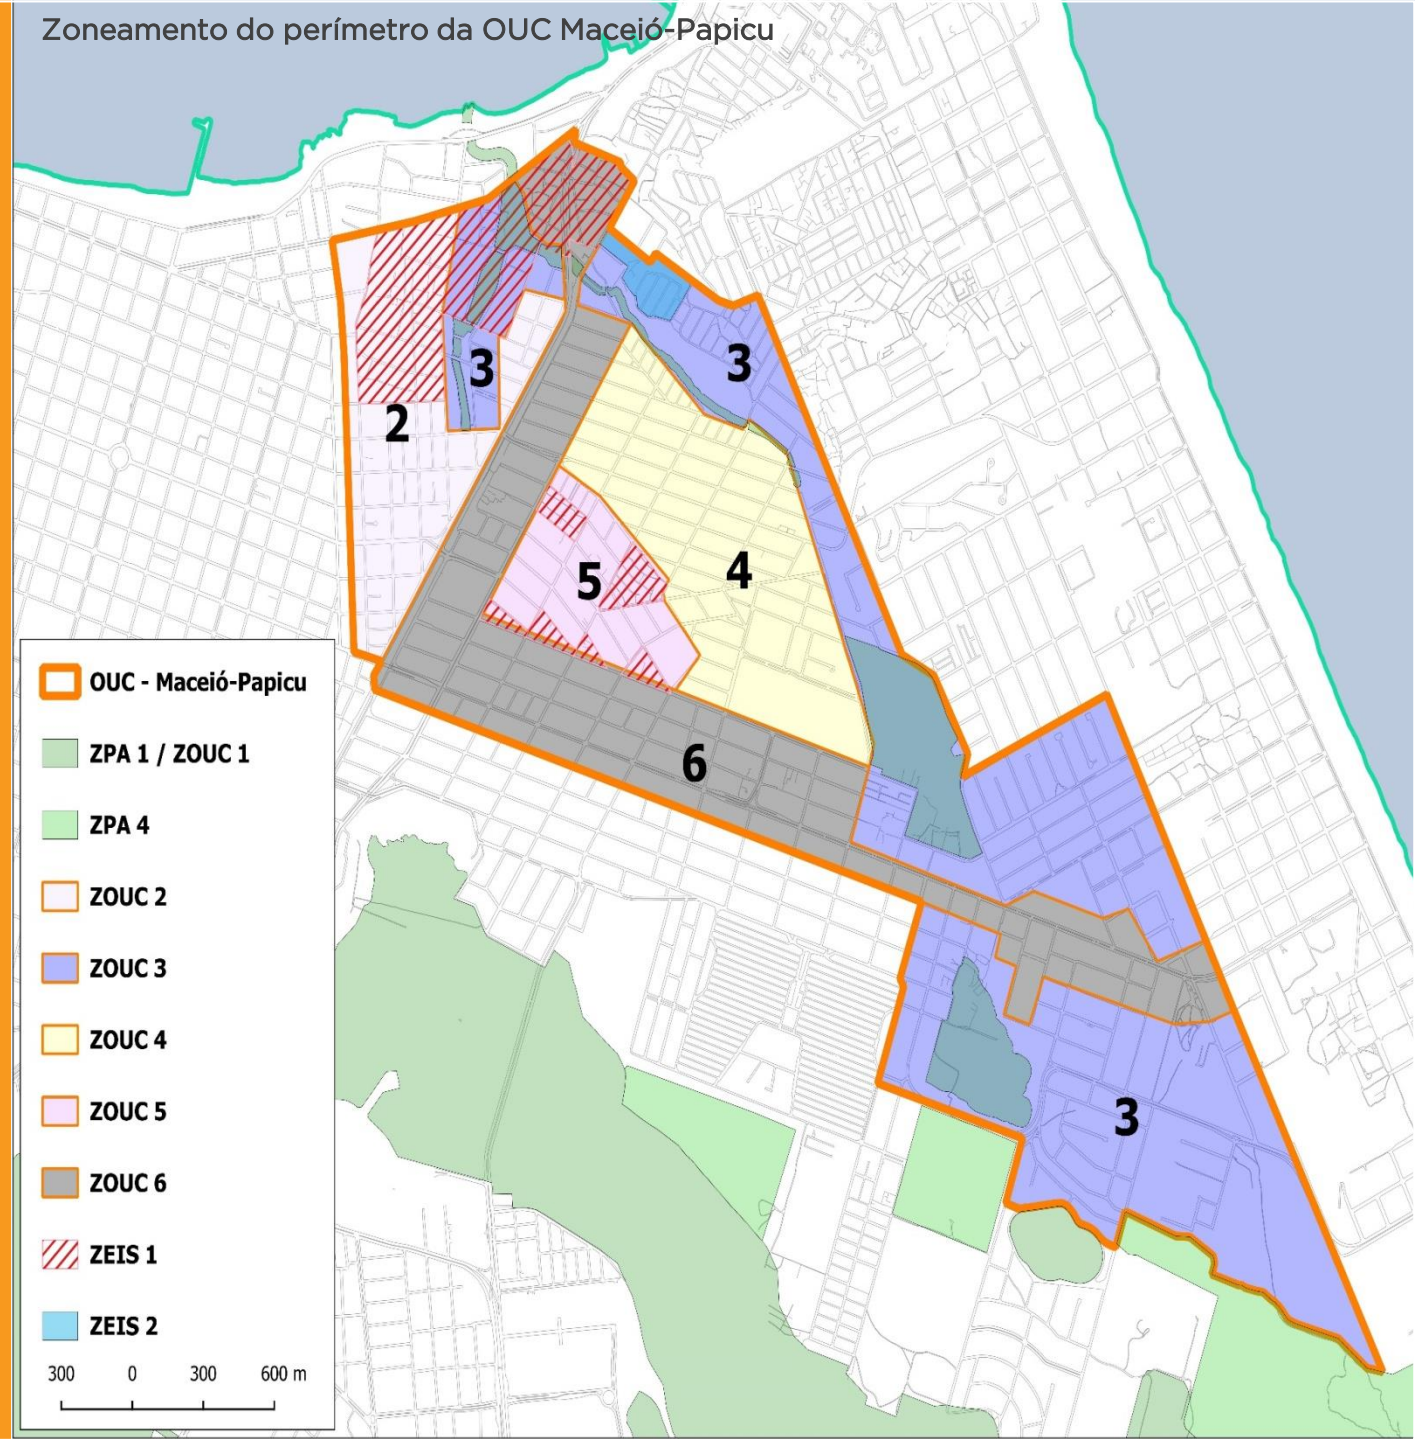 Zoneamento do perímetro da OUC Maceió-Papicu
3
3
2
4
5
6
3
OUC - Maceió-Papicu
ZPA 1 / ZOUC 1
ZPA 4
ZOUC 2
ZOUC 3
ZOUC 4
ZOUC 5
ZOUC 6
ZEIS 1
ZEIS 2
300 0 300 600 m